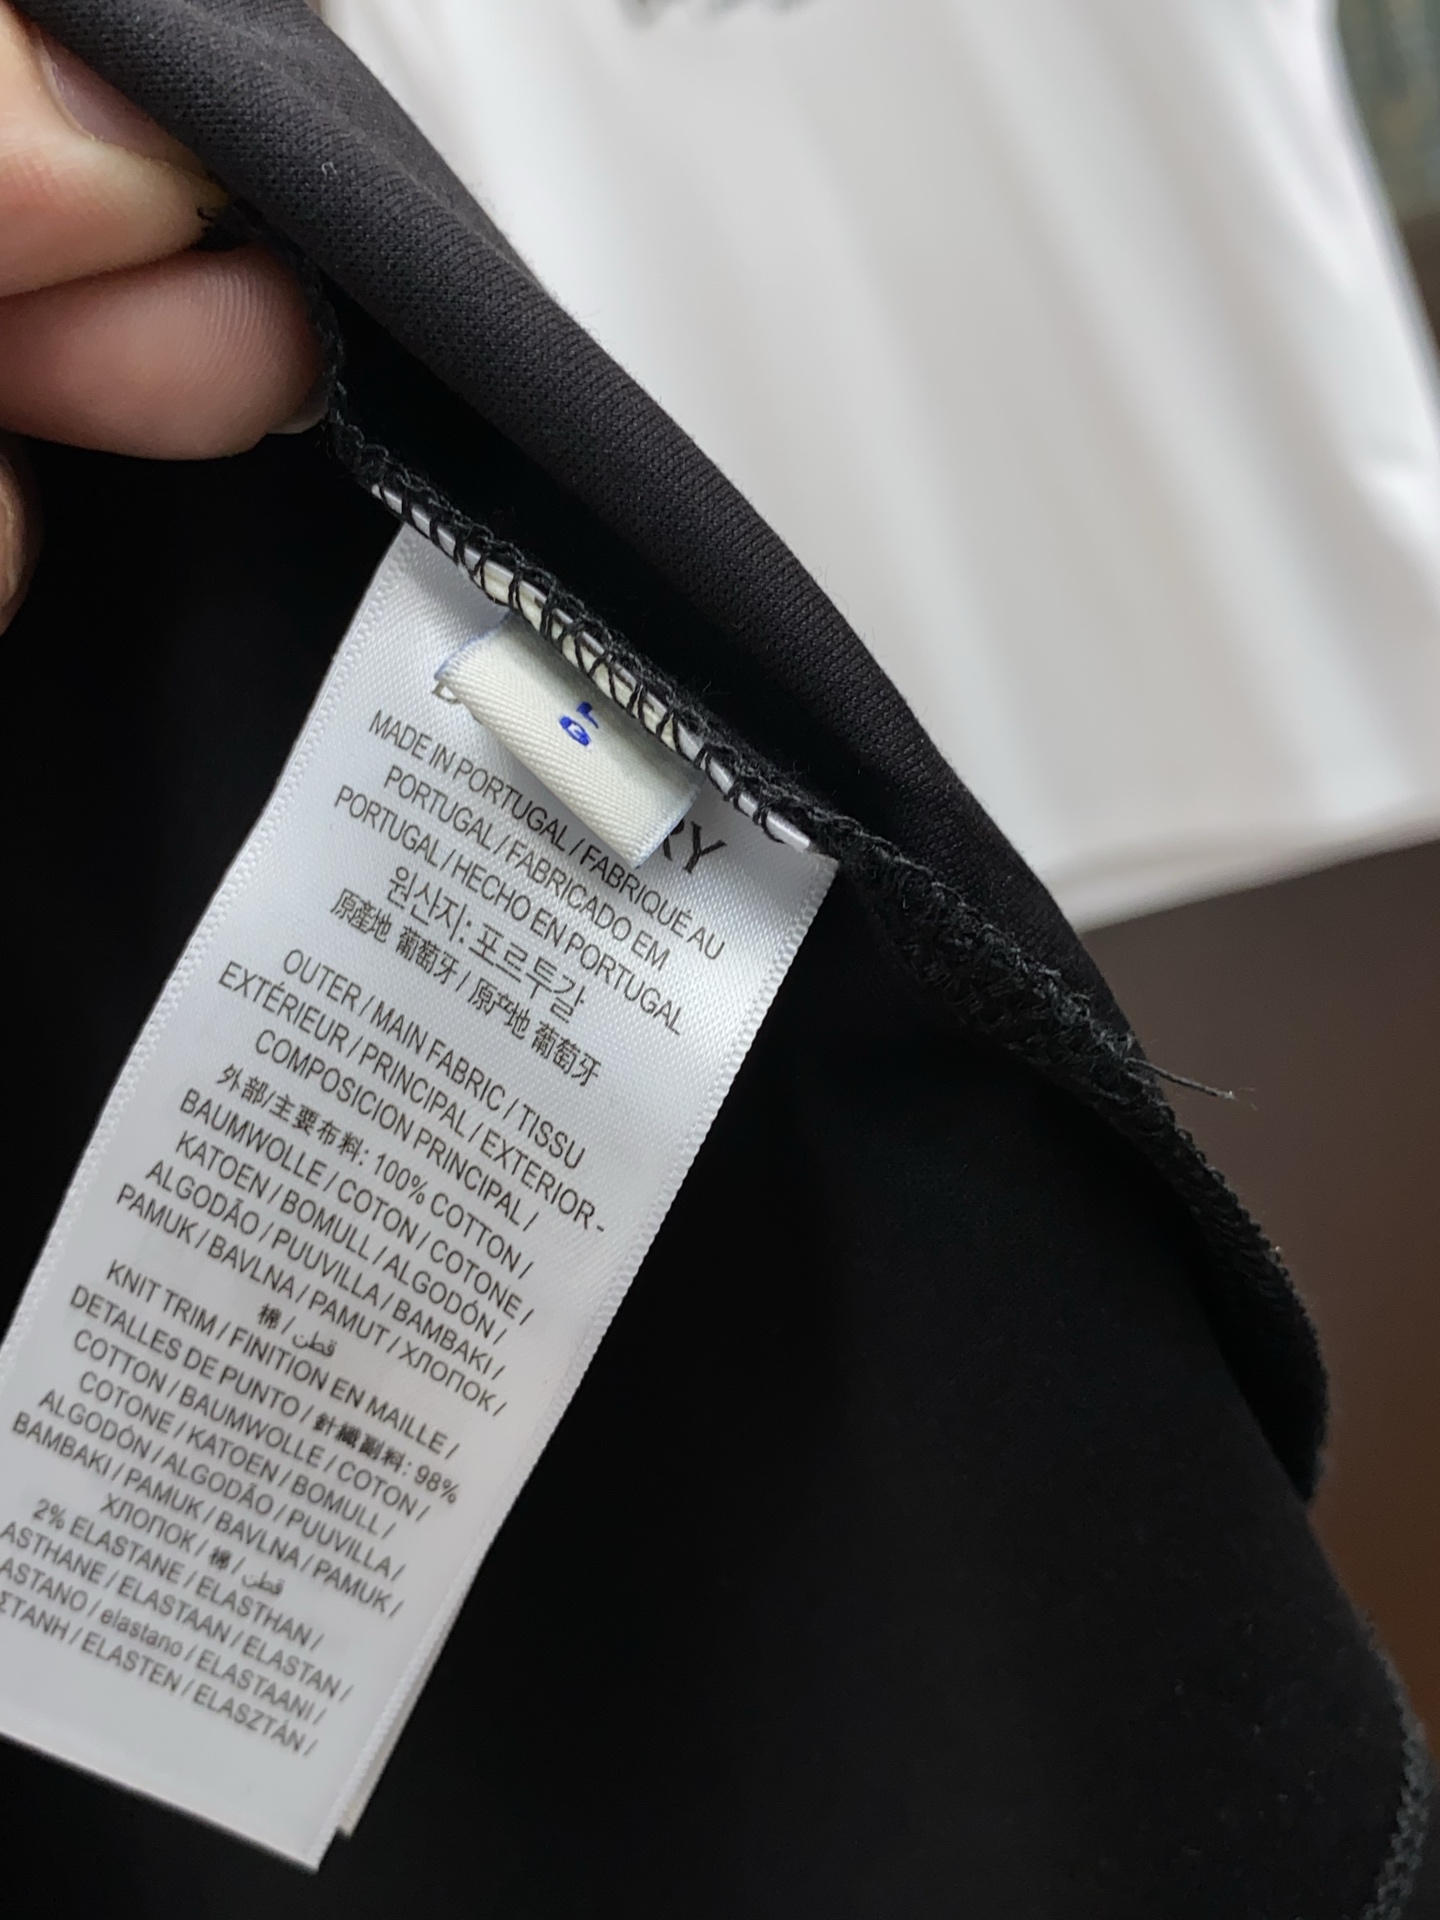 L
RY
MADE IN PORTUGAL / FABRIQUÉ AU
PORTUGAL / FABRICADO EM
PORTUGAL / HECHO EN PORTUGAL
원산지: 포르투갈
原產地 葡萄牙 / 原产地 葡萄牙
OUTER / MAIN FABRIC / TISSU
EXTÉRIEUR / PRINCIPAL / EXTERIOR -
COMPOSICION PRINCIPAL /
外部/主要布料: 100% COTTON /
BAUMWOLLE / COTON / COTONE /
KATOEN / BOMULL / ALGODÓN /
ALGODÃO / PUUVILLA / BAMBAKI /
PAMUK / BAVLNA / PAMUT / ХЛОПОК /
棉 / قطن
KNIT TRIM / FINITION EN MAILLE /
DETALLES DE PUNTO / 針織副料: 98%
COTTON / BAUMWOLLE / COTON /
COTONE / KATOEN / BOMULL /
ALGODÓN / ALGODÃO / PUUVILLA /
BAMBAKI / PAMUK / BAVLNA / PAMUK /
ХЛОПОК / 棉 / قطن
2% ELASTANE / ELASTHAN /
ASTHANE / ELASTAAN / ELASTAN /
ASTANO / elastano / ELASTAANI /
ΣΤΑΝΗ / ELASTEN / ELASZTÁN /